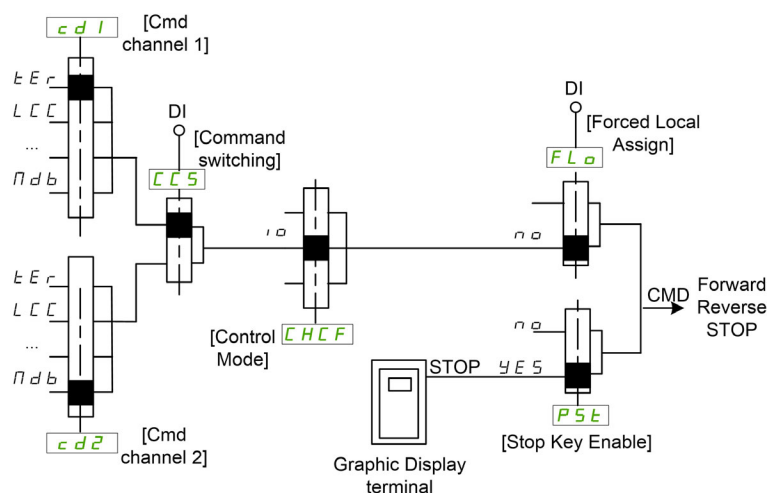 cd1
[Cmd
channel 1]
tEr
LCC
...
Ndb
DI
[Command
switching]
CCS
DI
[Forced Local
Assign]
FLo
io
no
tEr
LCC
...
Ndb
[Control
Mode]
CHCF
CMD
Forward
Reverse
STOP
no
STOP
YES
cd2
[Cmd
channel 2]
Graphic Display
terminal
PSt
[Stop Key Enable]